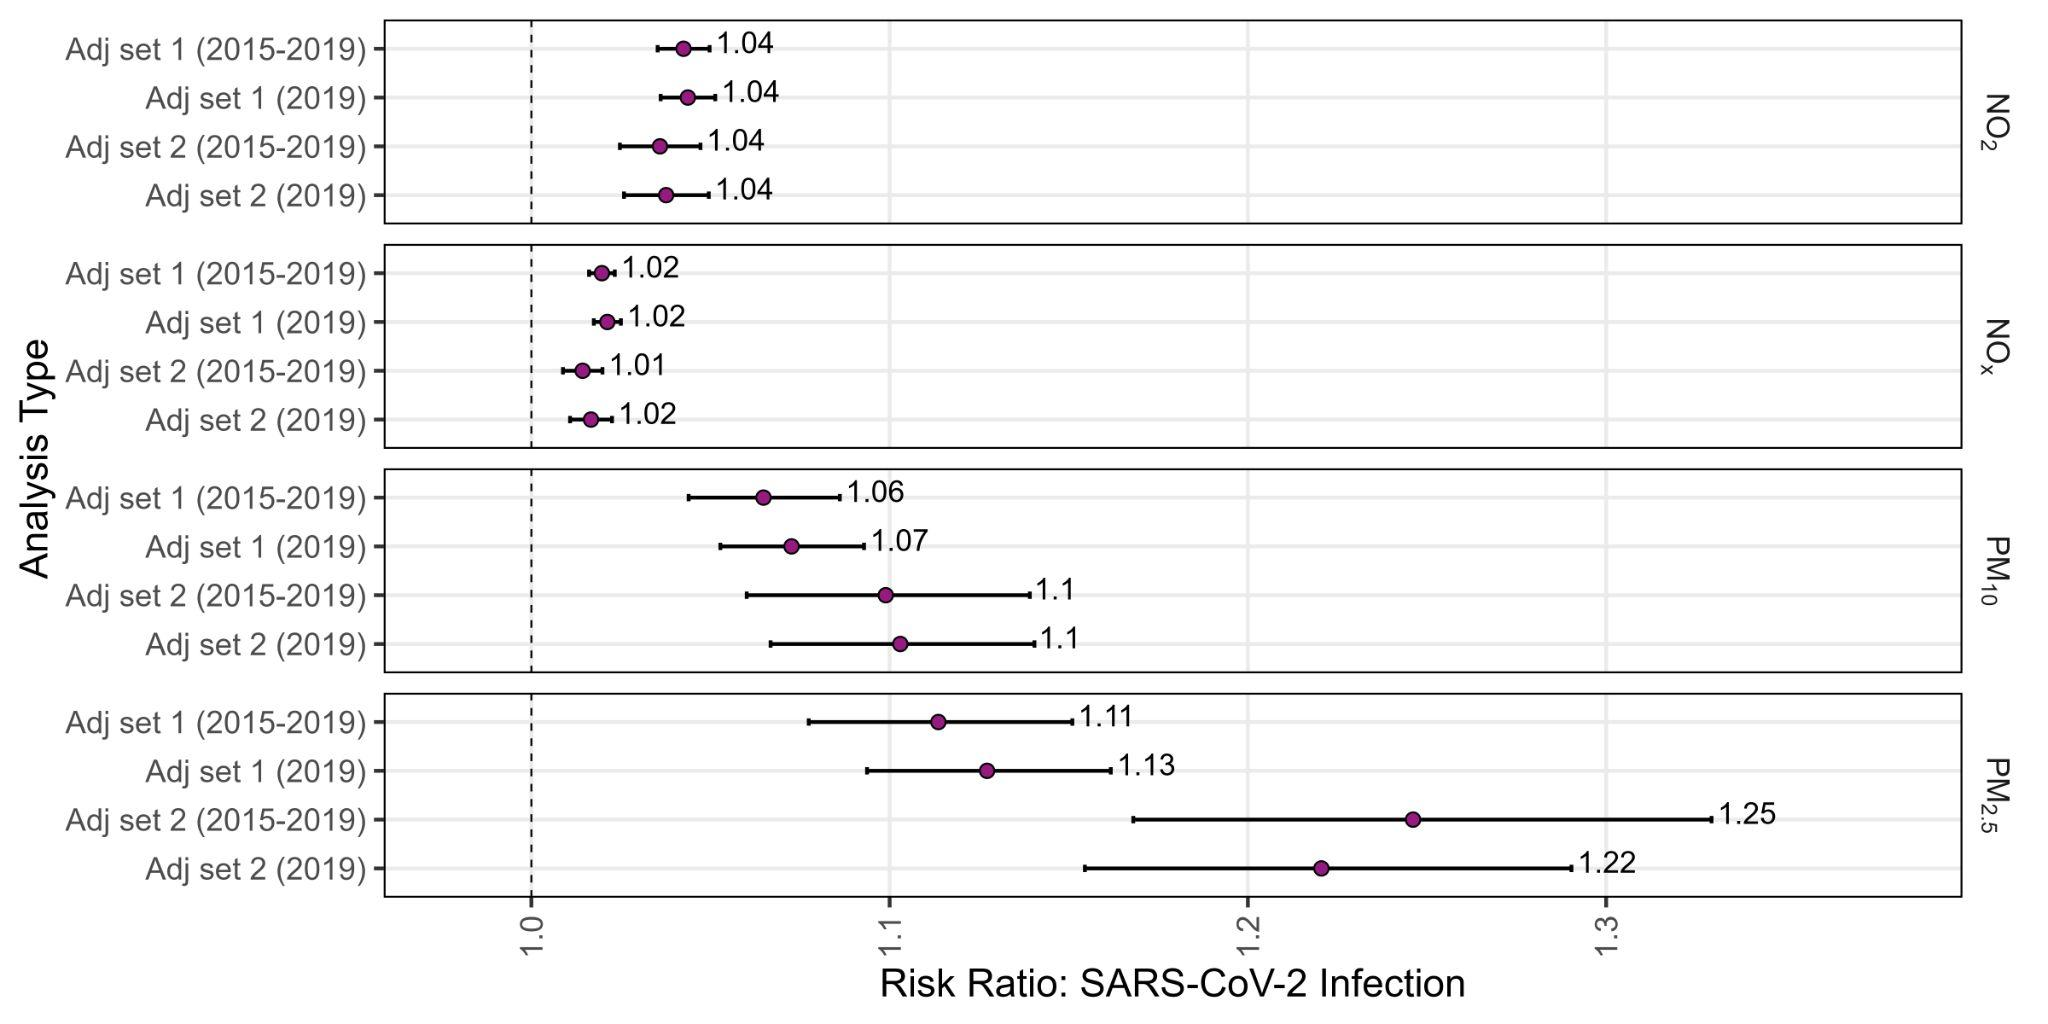 Adj set 1 (2015-2019) 1.04
Adj set 1 (2019) 1.04
Adj set 2 (2015-2019) 1.04
Adj set 2 (2019) 1.04
NO2
Adj set 1 (2015-2019) 1.02
Adj set 1 (2019) 1.02
Adj set 2 (2015-2019) 1.01
Adj set 2 (2019) 1.02
NOx
Analysis Type
Adj set 1 (2015-2019) 1.06
Adj set 1 (2019) 1.07
Adj set 2 (2015-2019) 1.1
Adj set 2 (2019) 1.1
PM10
Adj set 1 (2015-2019) 1.11
Adj set 1 (2019) 1.13
Adj set 2 (2015-2019) 1.25
Adj set 2 (2019) 1.22
PM2.5
1.0 1.1 1.2 1.3
Risk Ratio: SARS-CoV-2 Infection